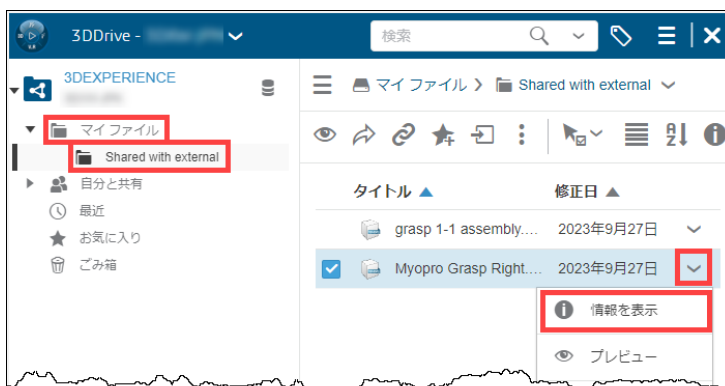 3DDrive -
検索
3DEXPERIENCE
マイ ファイル
Shared with external
自分と共有
最近
お気に入り
ごみ箱
マイ ファイル
Shared with external
タイトル
修正日
grasp 1-1 assembly....
2023年9月27日
Myopro Grasp Right....
2023年9月27日
情報を表示
プレビュー